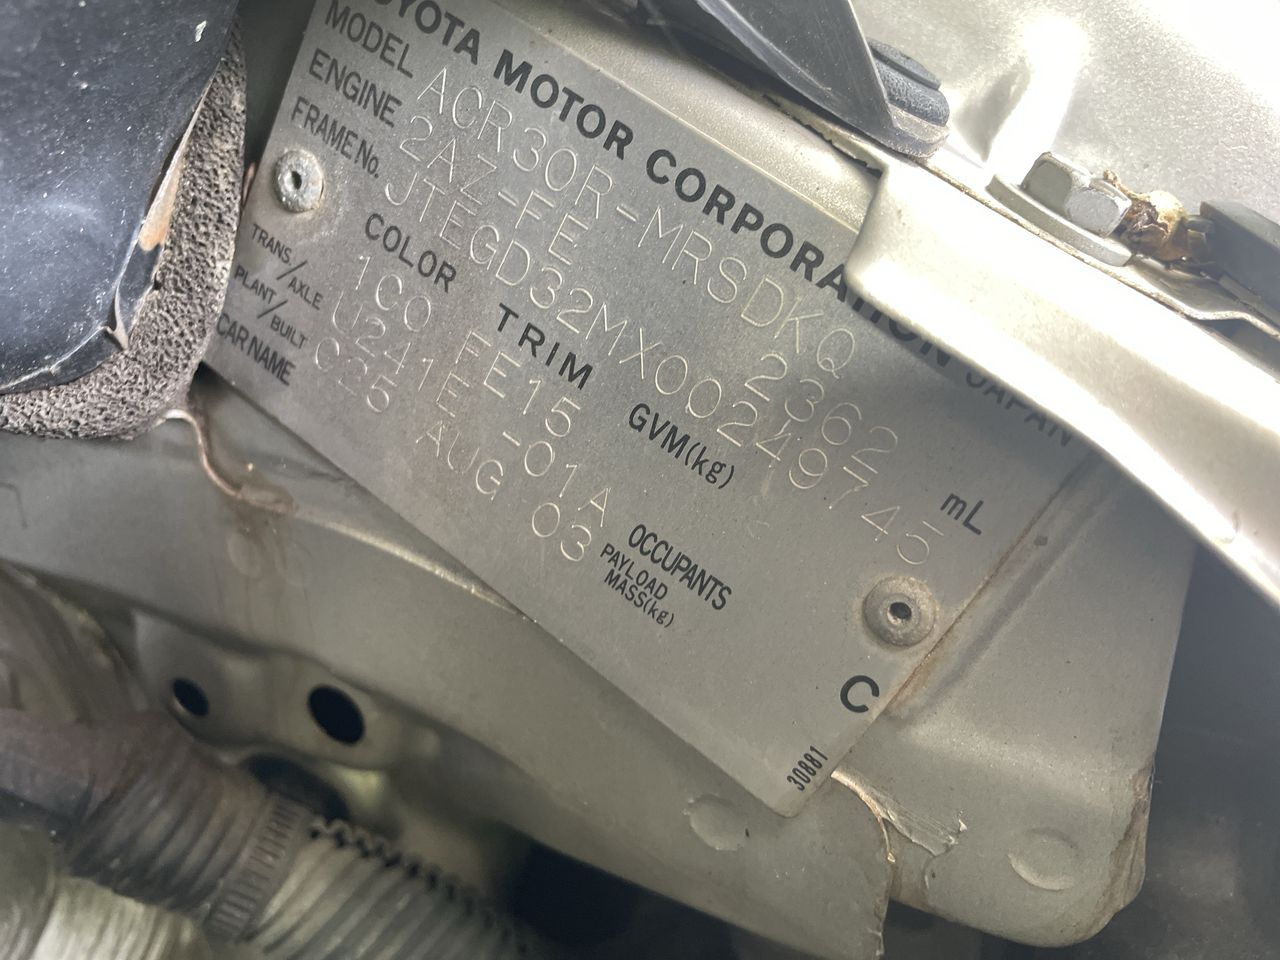 TOYOTA MOTOR CORPORATION JAPAN
MODEL ACR30R-MRSDKQ
ENGINE 2AZ-FE 2362 mL
FRAME No. JTEGD32MX00249745
COLOR TRIM GVM(kg)
1C0 FE15
TRANS/AXLE U241E -01A OCCUPANTS
PLANT/BUILT C25 AUG 03 PAYLOAD MASS(kg)
CAR NAME
C
30881